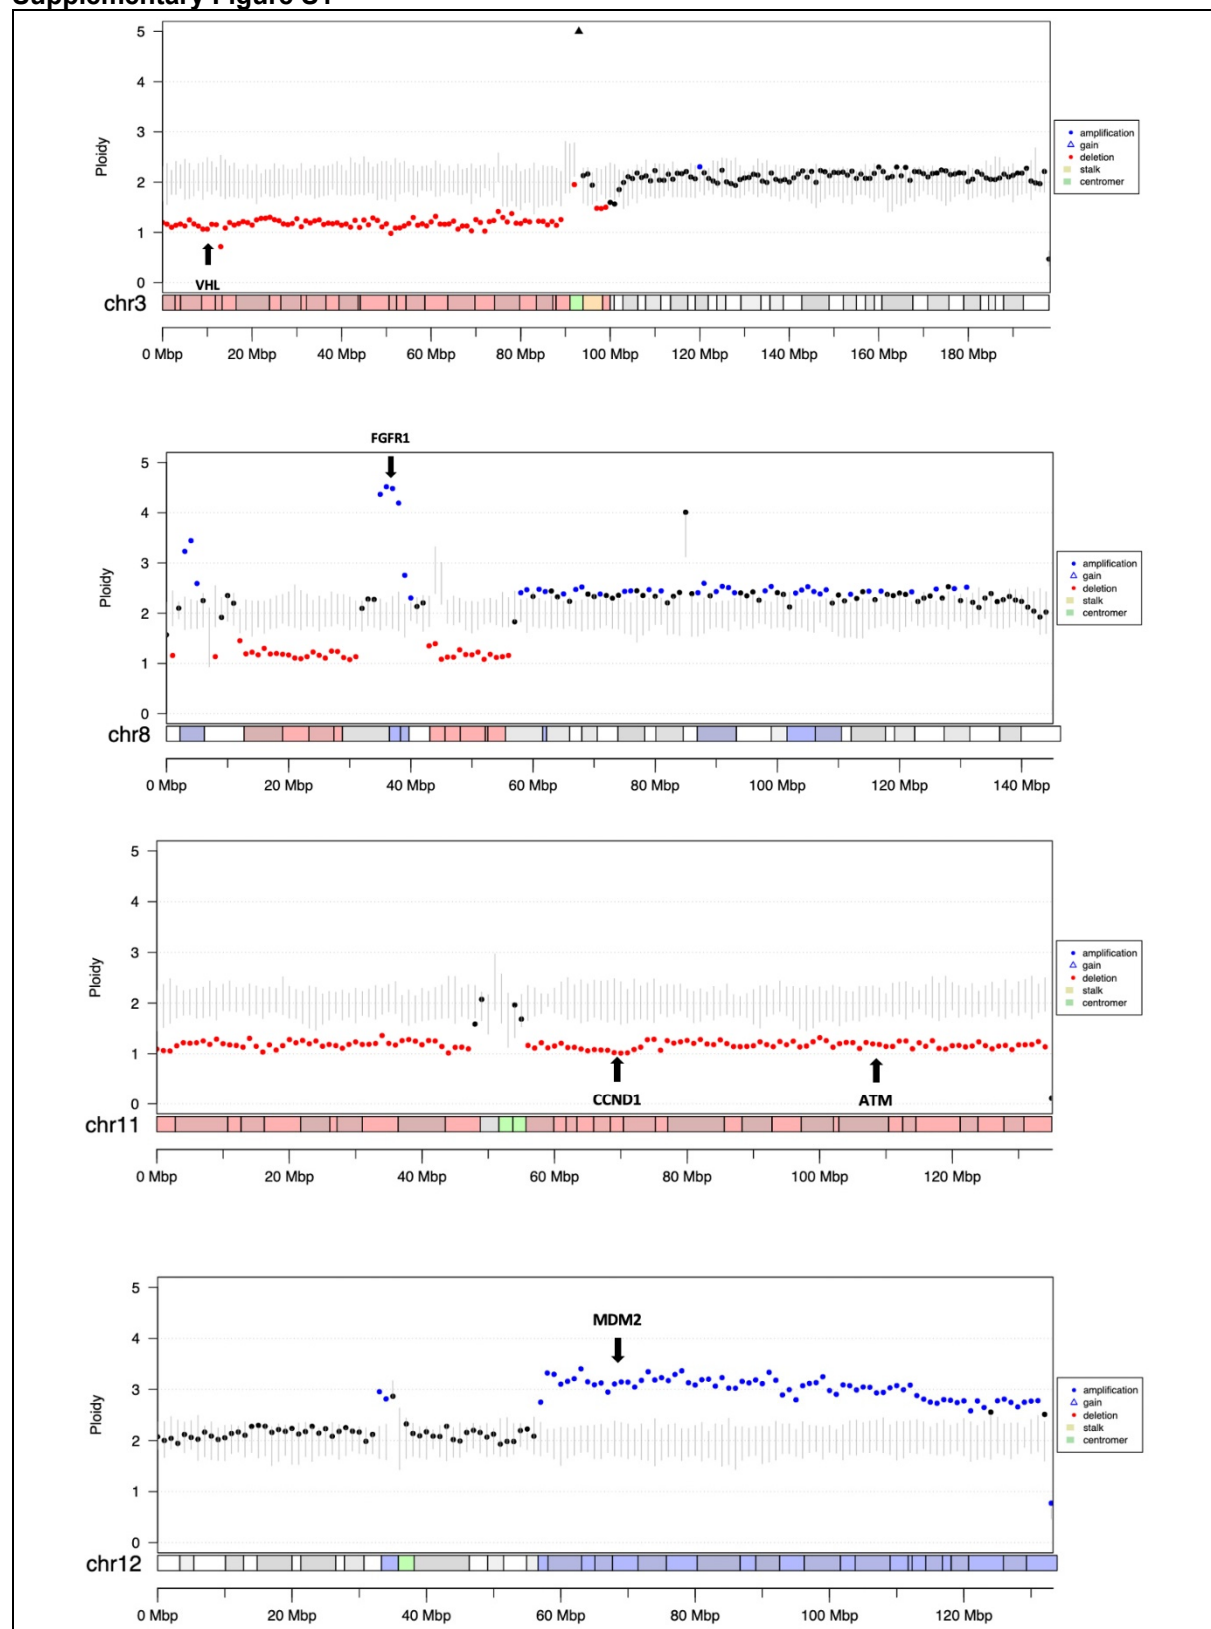 Supplementary Figure S1
5
4
3
2
1
0
Ploidy
VHL
chr3
0 Mbp 20 Mbp 40 Mbp 60 Mbp 80 Mbp 100 Mbp 120 Mbp 140 Mbp 160 Mbp 180 Mbp
amplification
gain
deletion
stalk
centromer
FGFR1
5
4
3
2
1
0
Ploidy
chr8
0 Mbp 20 Mbp 40 Mbp 60 Mbp 80 Mbp 100 Mbp 120 Mbp 140 Mbp
amplification
gain
deletion
stalk
centromer
5
4
3
2
1
0
Ploidy
CCND1 ATM
chr11
0 Mbp 20 Mbp 40 Mbp 60 Mbp 80 Mbp 100 Mbp 120 Mbp
amplification
gain
deletion
stalk
centromer
5
4
3
2
1
0
Ploidy
MDM2
chr12
0 Mbp 20 Mbp 40 Mbp 60 Mbp 80 Mbp 100 Mbp 120 Mbp
amplification
gain
deletion
stalk
centromer